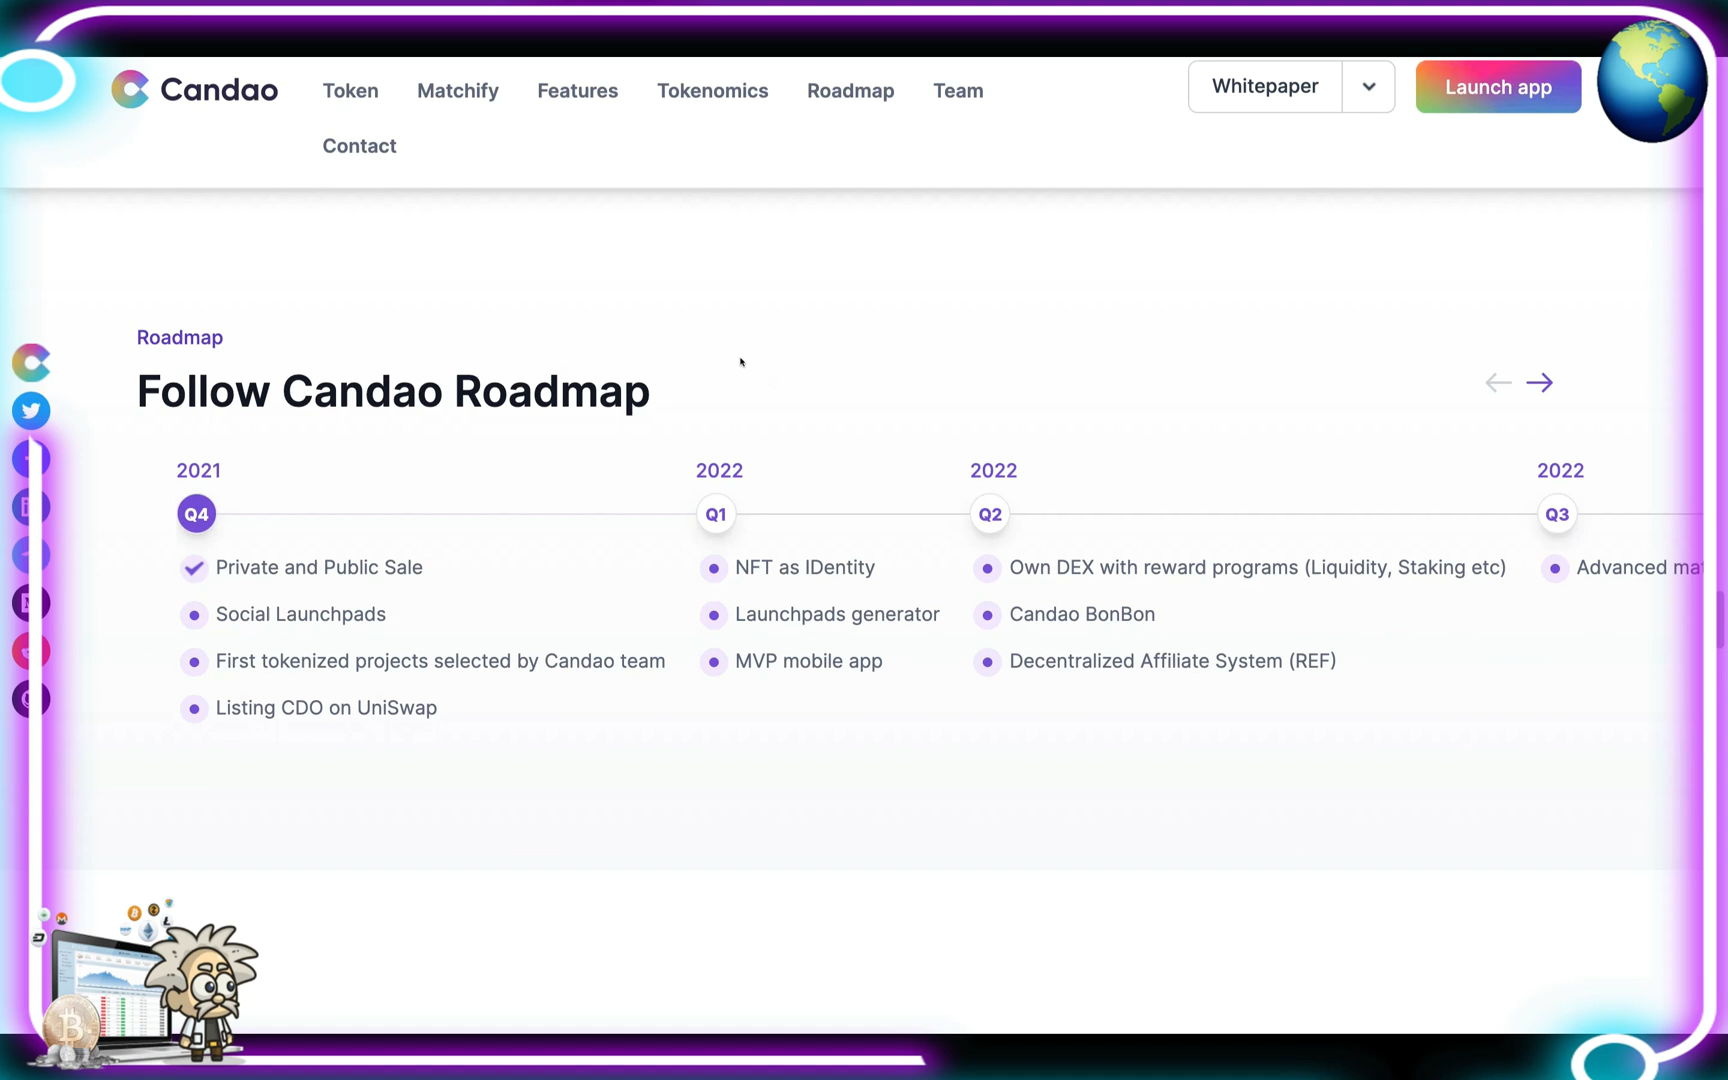 Candao Token Matchify Features Tokenomics Roadmap Team Whitepaper Launch app
Contact
Roadmap
Follow Candao Roadmap
2021 2022 2022 2022
Q4 Q1 Q2 Q3
Private and Public Sale NFT as IDentity Own DEX with reward programs (Liquidity, Staking etc) Advanced
Social Launchpads Launchpads generator Candao BonBon
First tokenized projects selected by Candao team MVP mobile app Decentralized Affiliate System (REF)
Listing CDO on UniSwap